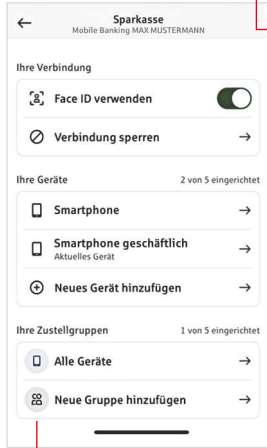 Sparkasse
Mobile Banking MAX MUSTERMANN
Ihre Verbindung
Face ID verwenden
Verbindung sperren
Ihre Geräte 2 von 5 eingerichtet
Smartphone
Smartphone geschäftlich
Aktuelles Gerät
Neues Gerät hinzufügen
Ihre Zustellgruppen 1 von 5 eingerichtet
Alle Geräte
Neue Gruppe hinzufügen